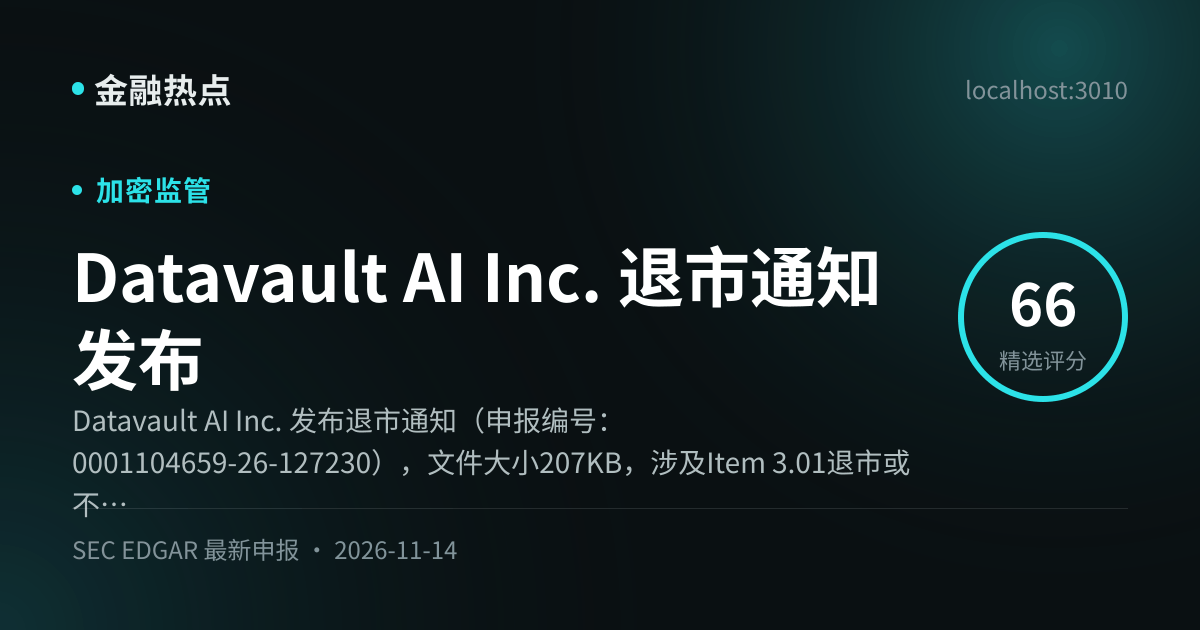 金融热点
localhost:3010
加密监管
Datavault AI Inc. 退市通知
发布
66
精选评分
Datavault AI Inc. 发布退市通知（申报编号：
0001104659-26-127230），文件大小207KB，涉及Item 3.01退市或
不…
SEC EDGAR 最新申报 · 2026-11-14